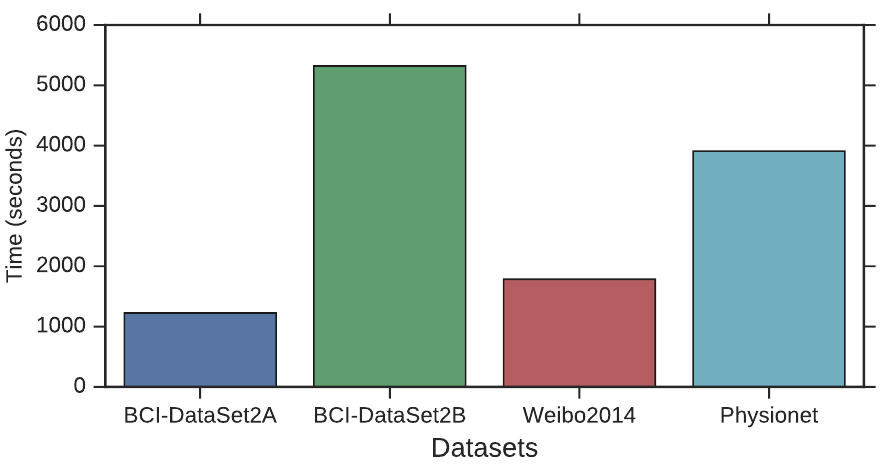 6000
5000
4000
3000
2000
1000
0
Time (seconds)
BCI-DataSet2A BCI-DataSet2B Weibo2014 Physionet
Datasets